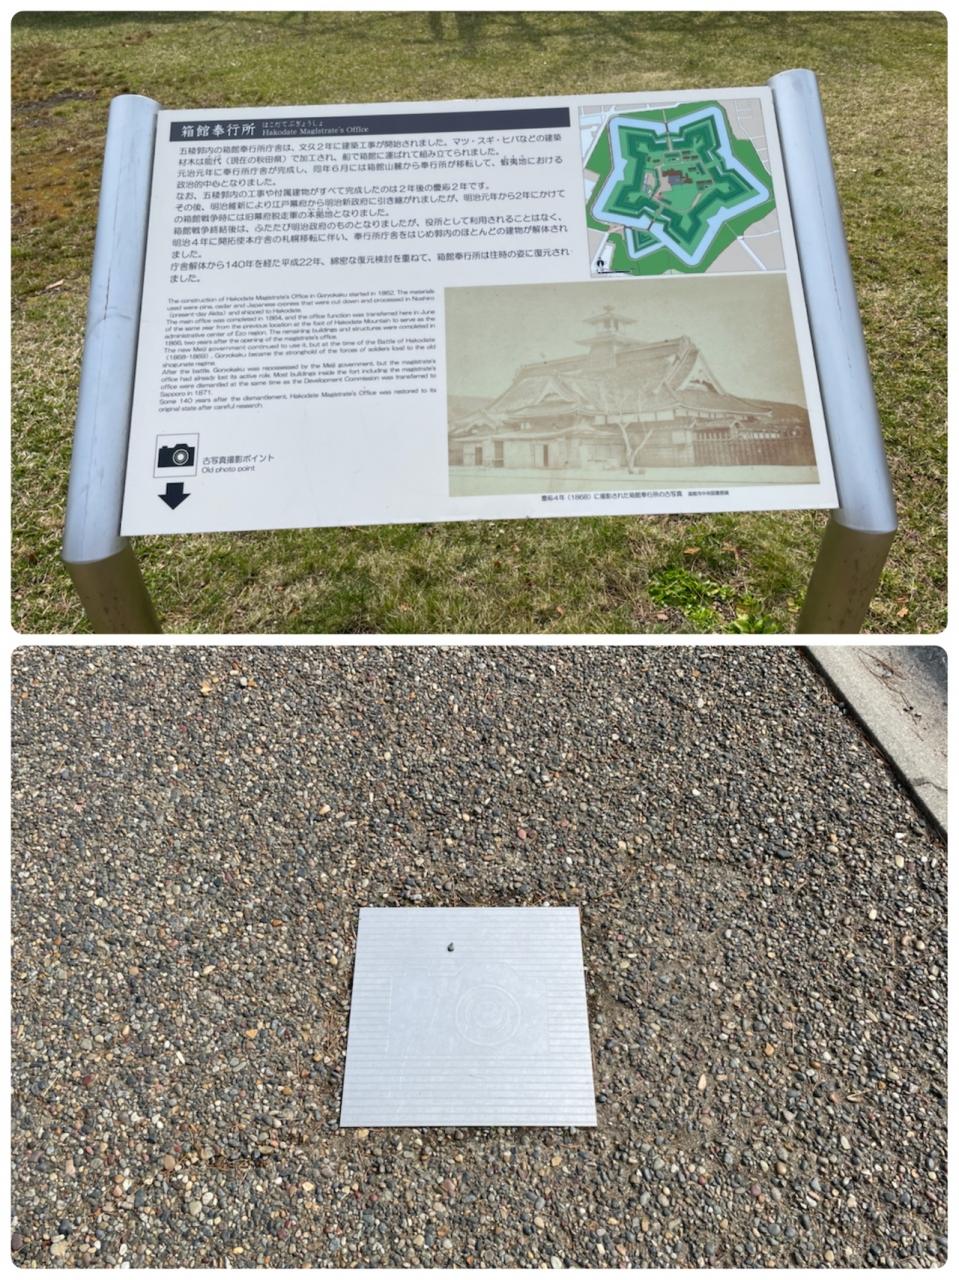 箱館奉行所 はこだてぶぎょうしょ
Hakodate Magistrate's Office
五稜郭内の箱館奉行所庁舎は、文久2年に建築工事が開始されました。マツ・スギ・ヒバなどの建築
材木は能代（現在の秋田県）で加工され、船で箱館に運ばれて組み立てられました。
元治元年に奉行所庁舎が完成し、同年6月には箱館山麓から奉行所が移転して、蝦夷地における
政治的中心となりました。
なお、五稜郭内の工事や付属建物がすべて完成したのは2年後の慶応2年です。
その後、明治維新により江戸幕府から明治新政府に引き継がれましたが、明治元年から2年にかけて
の箱館戦争時には旧幕府脱走軍の本拠地となりました。
箱館戦争終結後は、ふたたび明治政府のものとなりましたが、役所として利用されることはなく、
明治4年に開拓使本庁舎の札幌移転に伴い、奉行所庁舎をはじめ郭内のほとんどの建物が解体され
ました。
庁舎解体から140年を経た平成22年、綿密な復元検討を重ねて、箱館奉行所は往時の姿に復元され
ました。
The construction of Hakodate Magistrate's Office in Goryokaku started in 1862. The materials
used were pine, cedar and Japanese cypress that were cut down and processed in Noshiro
(present-day Akita) and shipped to Hakodate.
The main office was completed in 1864, and the office function was transferred here in June
of the same year from the previous location at the foot of Hakodate Mountain to serve as the
administrative center of Ezo region. The remaining buildings and structures were completed in
1866, two years after the opening of the magistrate's office.
The new Meiji government continued to use it, but at the time of the Battle of Hakodate
(1868-1869), Goryokaku became the stronghold of the forces of soldiers loyal to the old
shogunate regime.
After the battle, Goryokaku was repossessed by the Meiji government, but the magistrate's
office had already lost its active role. Most buildings inside the fort including the magistrate's
office were dismantled at the same time as the Development Commission was transferred to
Sapporo in 1871.
Some 140 years after the dismantlement, Hakodate Magistrate's Office was restored to its
original state after careful research.
古写真撮影ポイント
Old photo point
慶応4年（1868）に撮影された箱館奉行所の古写真 函館市中央図書館蔵